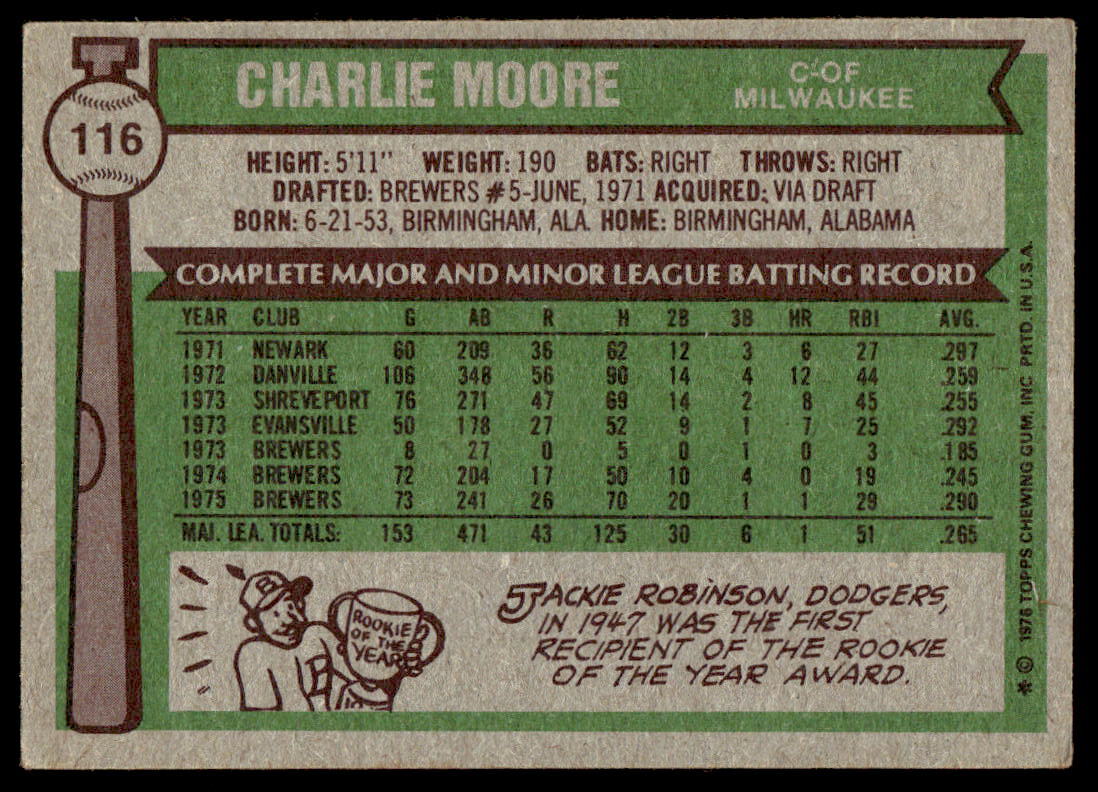 116
CHARLIE MOORE
C-OF
MILWAUKEE
HEIGHT: 5'11" WEIGHT: 190 BATS: RIGHT THROWS: RIGHT
DRAFTED: BREWERS #5-JUNE, 1971 ACQUIRED: VIA DRAFT
BORN: 6-21-53, BIRMINGHAM, ALA. HOME: BIRMINGHAM, ALABAMA
COMPLETE MAJOR AND MINOR LEAGUE BATTING RECORD
YEAR CLUB G AB R H 2B 3B HR RBI AVG.
1971 NEWARK 60 209 36 62 12 3 6 27 .297
1972 DANVILLE 106 348 56 90 14 4 12 44 .259
1973 SHREVEPORT 76 271 47 69 14 2 8 45 .255
1973 EVANSVILLE 50 178 27 52 9 1 7 25 .292
1973 BREWERS 8 27 0 5 0 1 0 3 .185
1974 BREWERS 72 204 17 50 10 4 0 19 .245
1975 BREWERS 73 241 26 70 20 1 1 29 .290
MAJ. LEA. TOTALS: 153 471 43 125 30 6 1 51 .265
B
B
ROOKIE
OF THE
YEAR
JACKIE ROBINSON, DODGERS,
IN 1947 WAS THE FIRST
RECIPIENT OF THE ROOKIE
OF THE YEAR AWARD.
* © 1976 TOPPS CHEWING GUM, INC. PRTD. IN U.S.A.